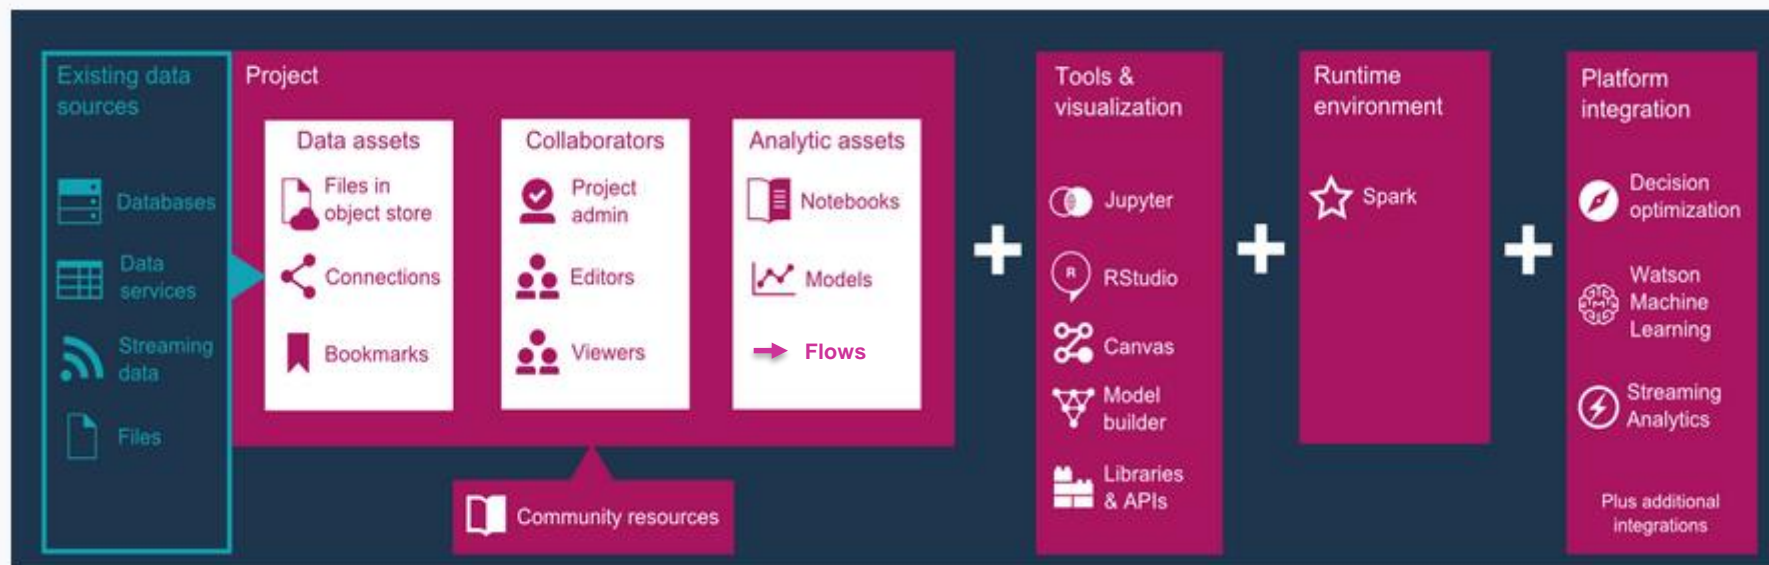 Existing data
sources
Databases
Data
services
Streaming
data
Files
Project
Data assets
Files in
object store
Connections
Bookmarks
Collaborators
Project
admin
Editors
Viewers
Analytic assets
Notebooks
Models
Flows
Community resources
Tools &
visualization
Jupyter
R
RStudio
Canvas
Model
builder
Libraries
& APIs
Runtime
environment
Spark
Platform
integration
Decision
optimization
Watson
Machine
Learning
Streaming
Analytics
Plus additional
integrations